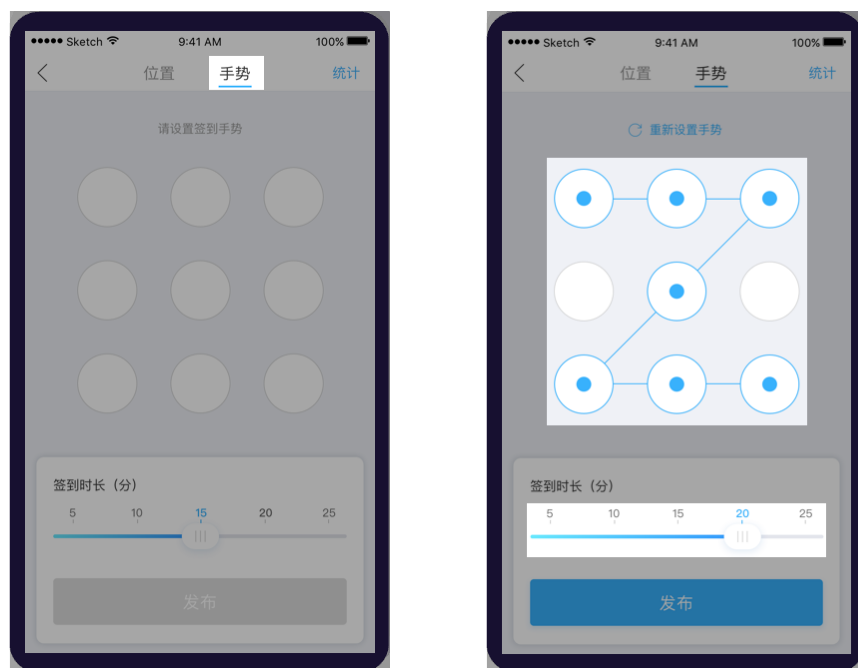 Sketch 9:41 AM 100%
位置 手势 统计
请设置签到手势
签到时长（分）
5 10 15 20 25
发布
Sketch 9:41 AM 100%
位置 手势 统计
重新设置手势
签到时长（分）
5 10 15 20 25
发布